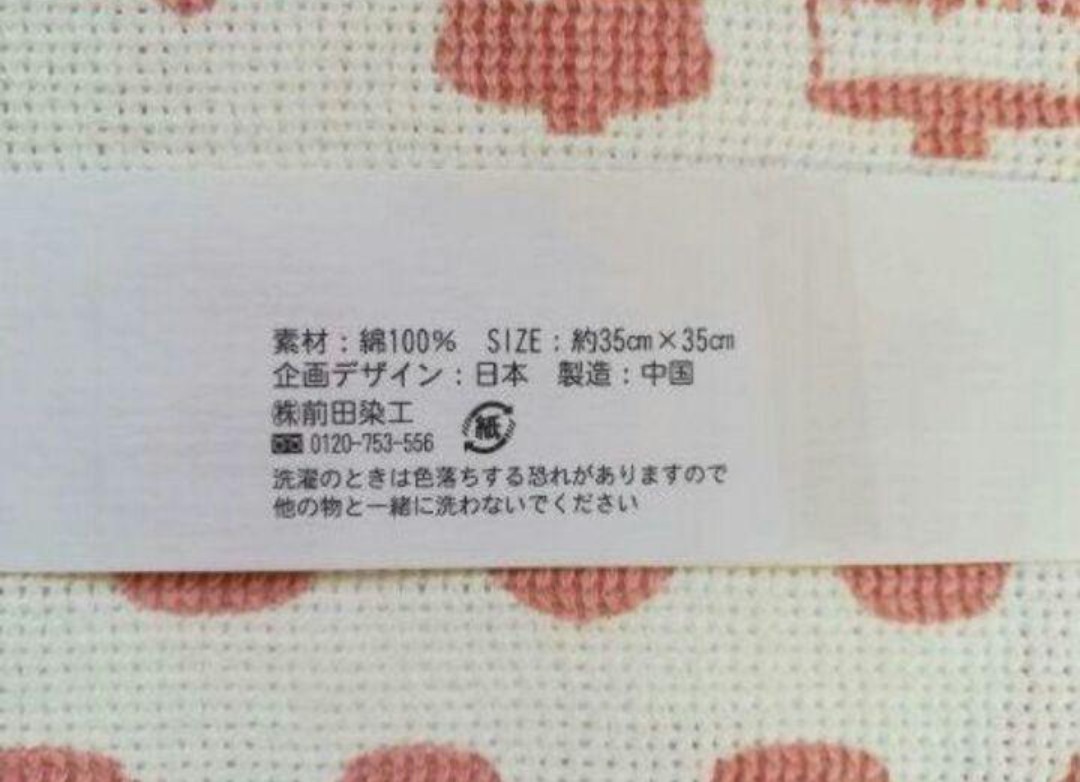 素材：綿100％　SIZE：約35㎝×35㎝
企画デザイン：日本　製造：中国
㈱前田染工
0120-753-556
紙
洗濯のときは色落ちする恐れがありますので
他の物と一緒に洗わないでください